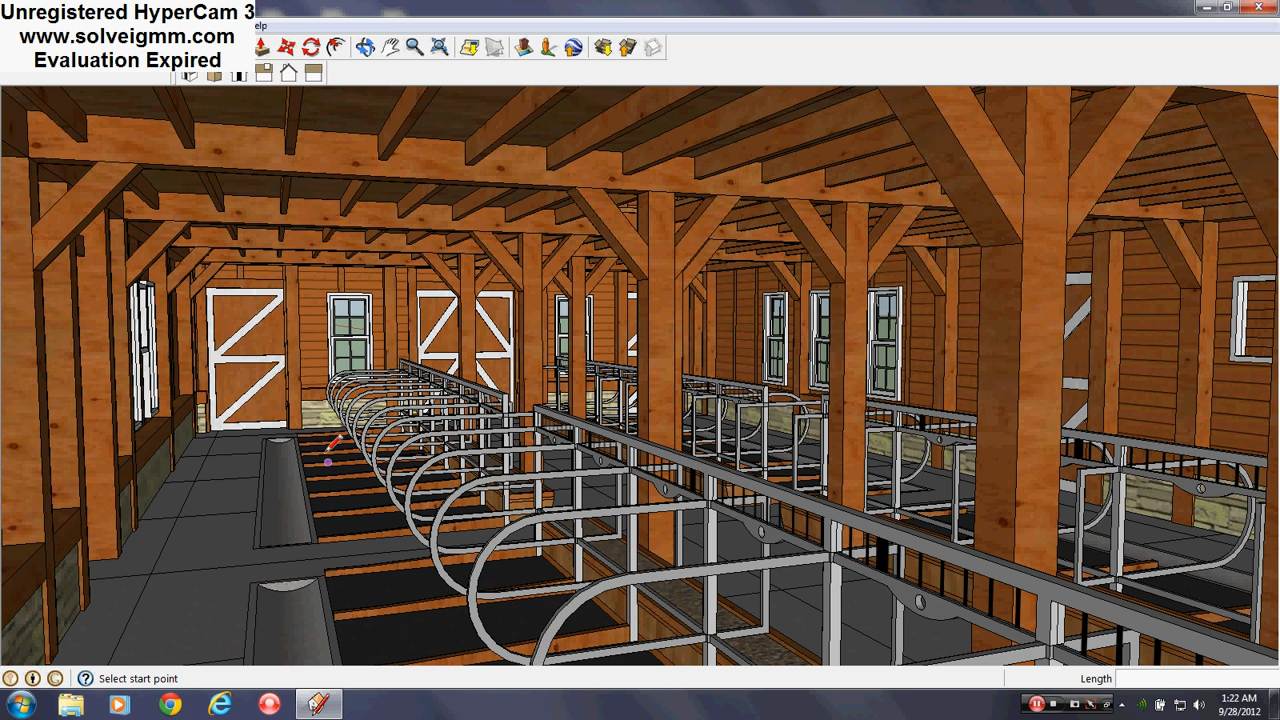 Unregistered HyperCam 3
www.solveigmm.com
Evaluation Expired
elp
Select start point
Length
1:22 AM
9/28/2012